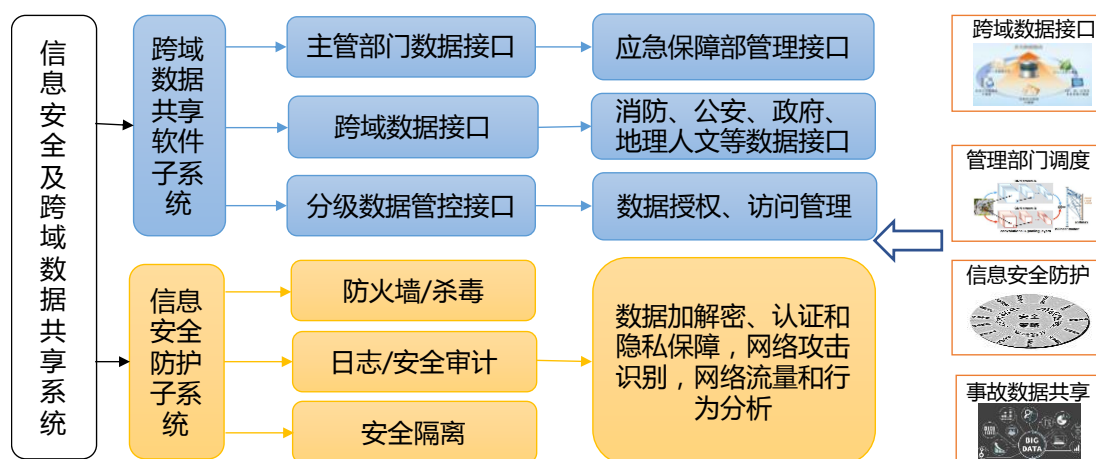 信息安全及跨域数据共享系统
跨域
数据
共享
软件
子系
统
主管部门数据接口
应急保障部管理接口
跨域数据接口
消防、公安、政府、
地理人文等数据接口
分级数据管控接口
数据授权、访问管理
信息
安全
防护
子系
统
防火墙/杀毒
日志/安全审计
安全隔离
数据加解密、认证和
隐私保障，网络攻击
识别，网络流量和行
为分析
跨域数据接口
管理部门调度
信息安全防护
安全
事故数据共享
BIG
DATA